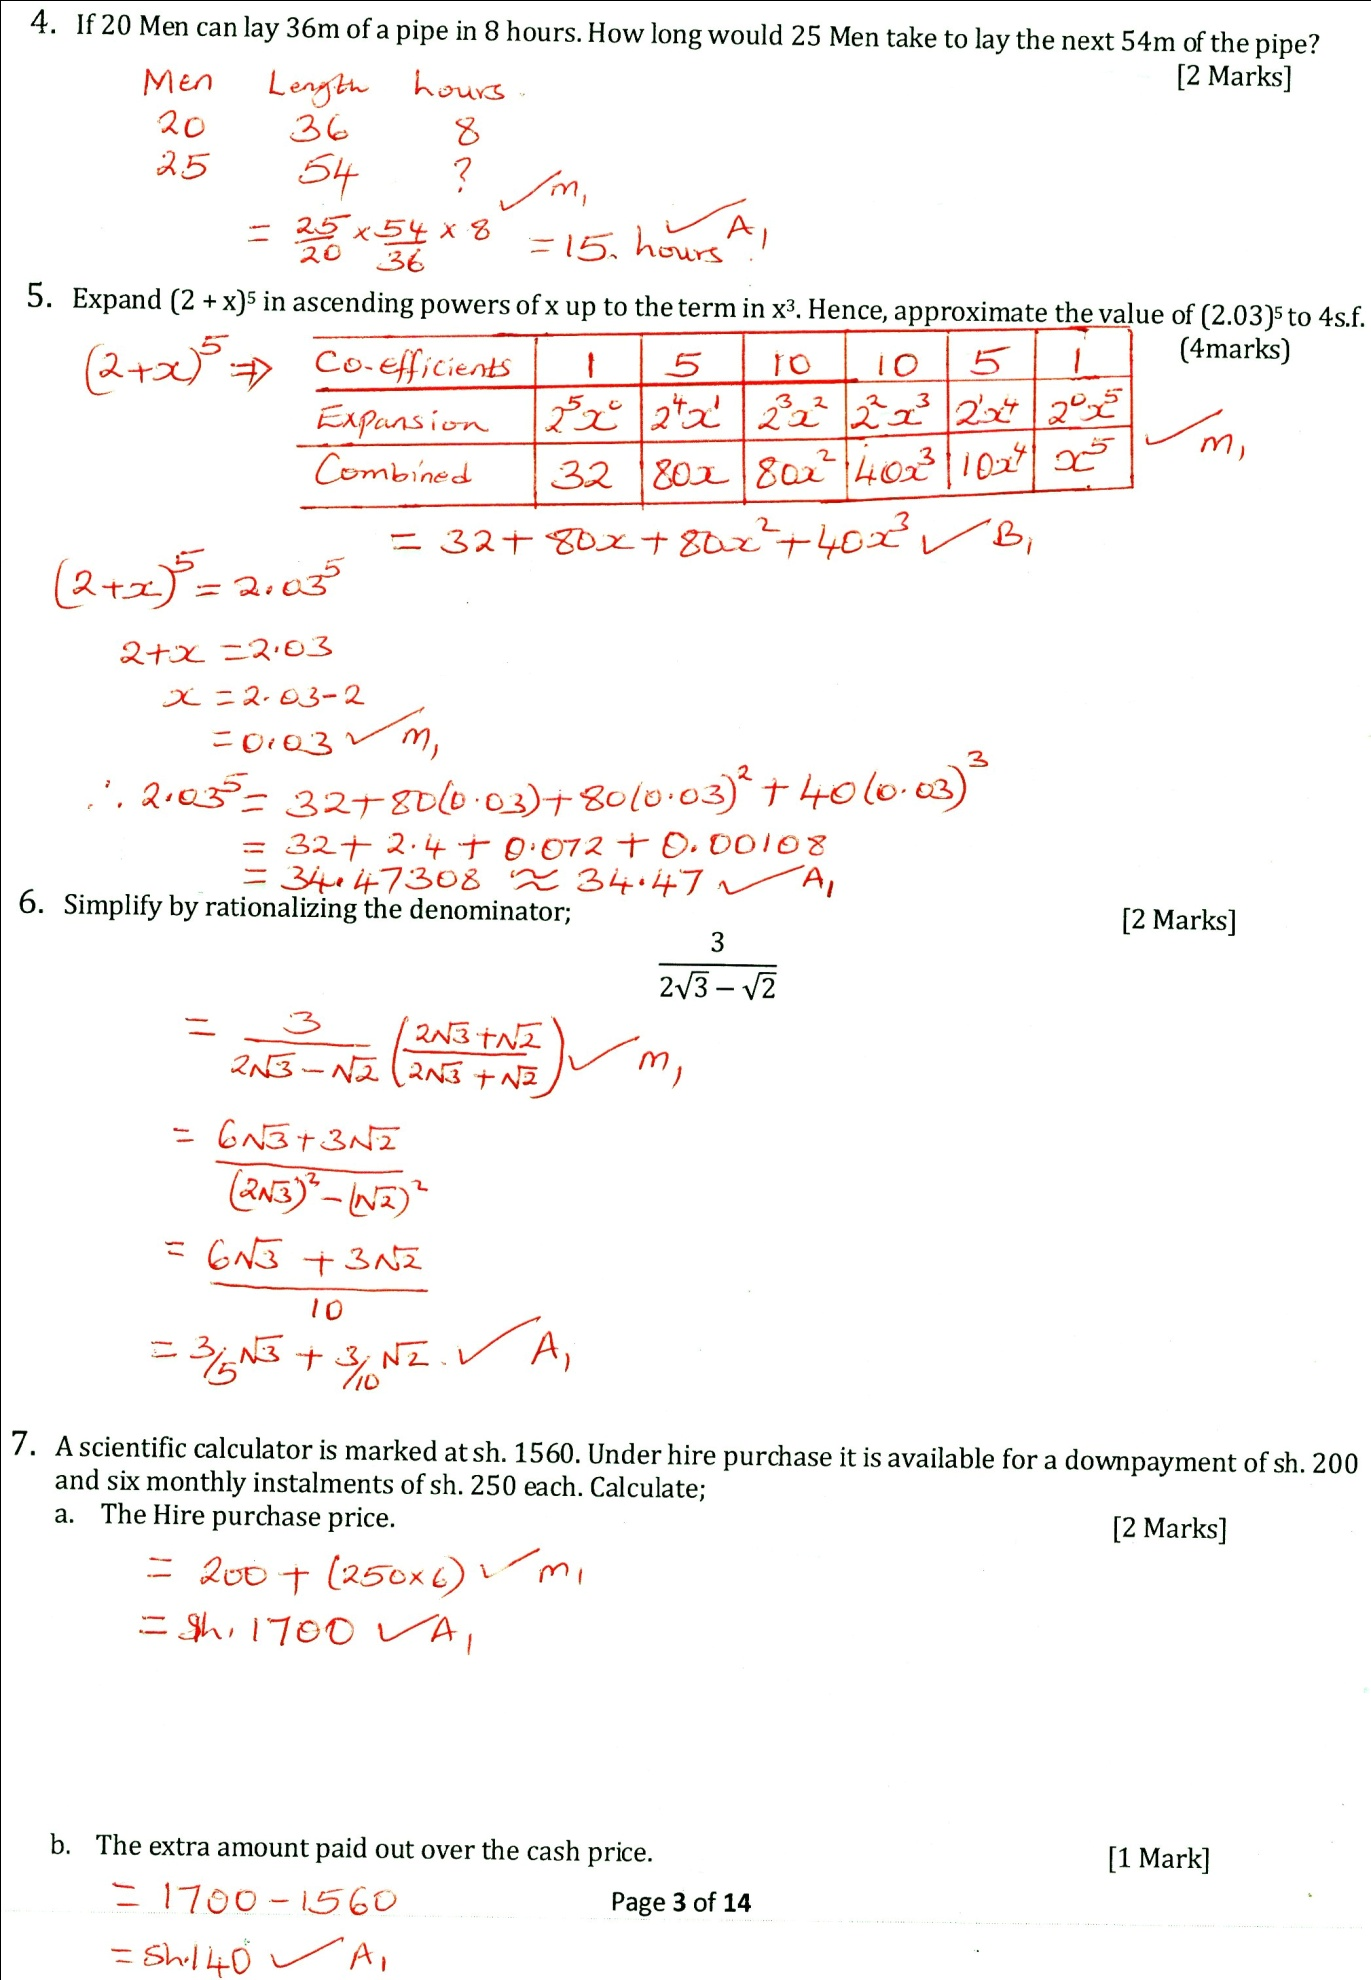 4. If 20 Men can lay 36m of a pipe in 8 hours. How long would 25 Men take to lay the next 54m of the pipe?
[2 Marks]
Men Length hours
20 36 8
25 54 ?
= 25/20 × 54/36 × 8 ✓M₁ = 15. hours ✓A₁
5. Expand (2 + x)⁵ in ascending powers of x up to the term in x³. Hence, approximate the value of (2.03)⁵ to 4s.f.
(4marks)
(2+x)⁵ ⇒
Co-efficients 1 5 10 10 5 1
Expansion 2⁵x⁰ 2⁴x¹ 2³x² 2²x³ 2¹x⁴ 2⁰x⁵ ✓M₁
Combined 32 80x 80x² 40x³ 10x⁴ x⁵
= 32 + 80x + 80x² + 40x³ ✓B₁
(2+x)⁵ = 2.03⁵
2+x = 2.03
x = 2.03-2
= 0.03 ✓M₁
∴ 2.03⁵ = 32+80(0.03)+80(0.03)²+40(0.03)³
= 32+ 2.4 + 0.072 + 0.00108
= 34.47308 ≈ 34.47 ✓A₁
6. Simplify by rationalizing the denominator;
[2 Marks]
3/(2√3 − √2)
= 3/(2√3 − √2) ((2√3 + √2)/(2√3 + √2)) ✓M₁
= (6√3 + 3√2)/((2√3)² − (√2)²)
= (6√3 + 3√2)/10
= 3/5√3 + 3/10√2. ✓A₁
7. A scientific calculator is marked at sh. 1560. Under hire purchase it is available for a downpayment of sh. 200
and six monthly instalments of sh. 250 each. Calculate;
a. The Hire purchase price.
[2 Marks]
= 200 + (250×6) ✓M₁
= Sh. 1700 ✓A₁
b. The extra amount paid out over the cash price.
[1 Mark]
= 1700 - 1560
Page 3 of 14
= Sh.140 ✓A₁